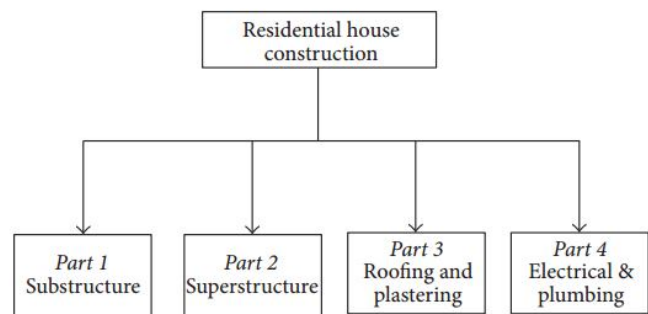 Residential house
construction
Part 1
Substructure
Part 2
Superstructure
Part 3
Roofing and
plastering
Part 4
Electrical &
plumbing